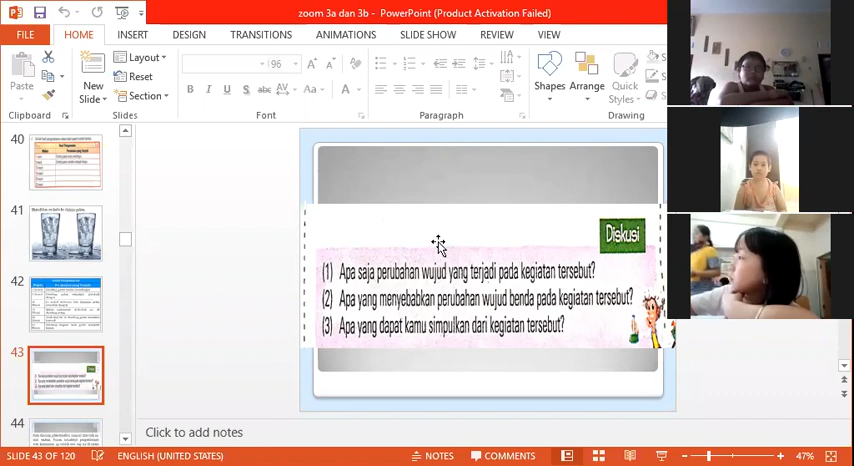 zoom 3a dan 3b - PowerPoint (Product Activation Failed)
FILE HOME INSERT DESIGN TRANSITIONS ANIMATIONS SLIDE SHOW REVIEW VIEW
Paste
New
Slide
Layout
Reset
Section
96
B I U S abc AV Aa A
Shapes Arrange Quick
Styles
Clipboard Slides Font Paragraph Drawing
40
41
42
43
44
Diskusi
(1) Apa saja perubahan wujud yang terjadi pada kegiatan tersebut?
(2) Apa yang menyebabkan perubahan wujud benda pada kegiatan tersebut?
(3) Apa yang dapat kamu simpulkan dari kegiatan tersebut?
Click to add notes
SLIDE 43 OF 120 ENGLISH (UNITED STATES) NOTES COMMENTS 47%